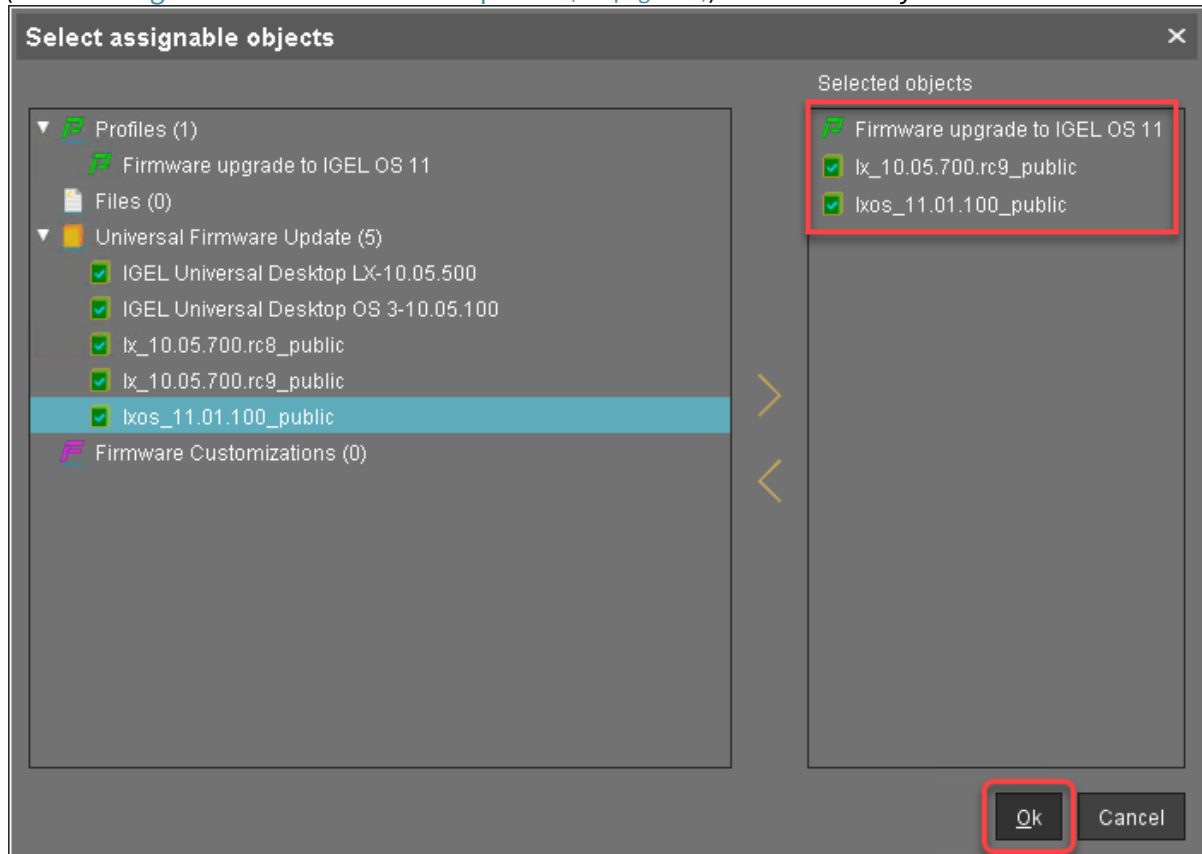 Select assignable objects
Selected objects
Profiles (1)
Firmware upgrade to IGEL OS 11
Files (0)
Universal Firmware Update (5)
IGEL Universal Desktop LX-10.05.500
IGEL Universal Desktop OS 3-10.05.100
lx_10.05.700.rc8_public
lx_10.05.700.rc9_public
lxos_11.01.100_public
Firmware Customizations (0)
Firmware upgrade to IGEL OS 11
lx_10.05.700.rc9_public
lxos_11.01.100_public
Ok
Cancel